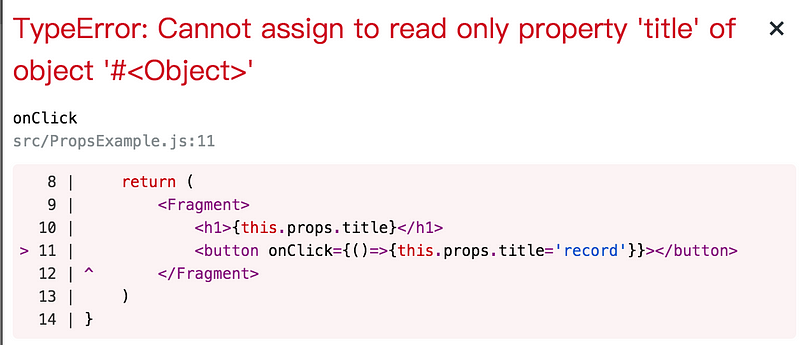 TypeError: Cannot assign to read only property 'title' of
object '#<Object>'
×
onClick
src/PropsExample.js:11
8 |     return (
9 |         <Fragment>
10 |             <h1>{this.props.title}</h1>
> 11 |             <button onClick={()=>{this.props.title='record'}}></button>
12 | ^       </Fragment>
13 |     )
14 | }